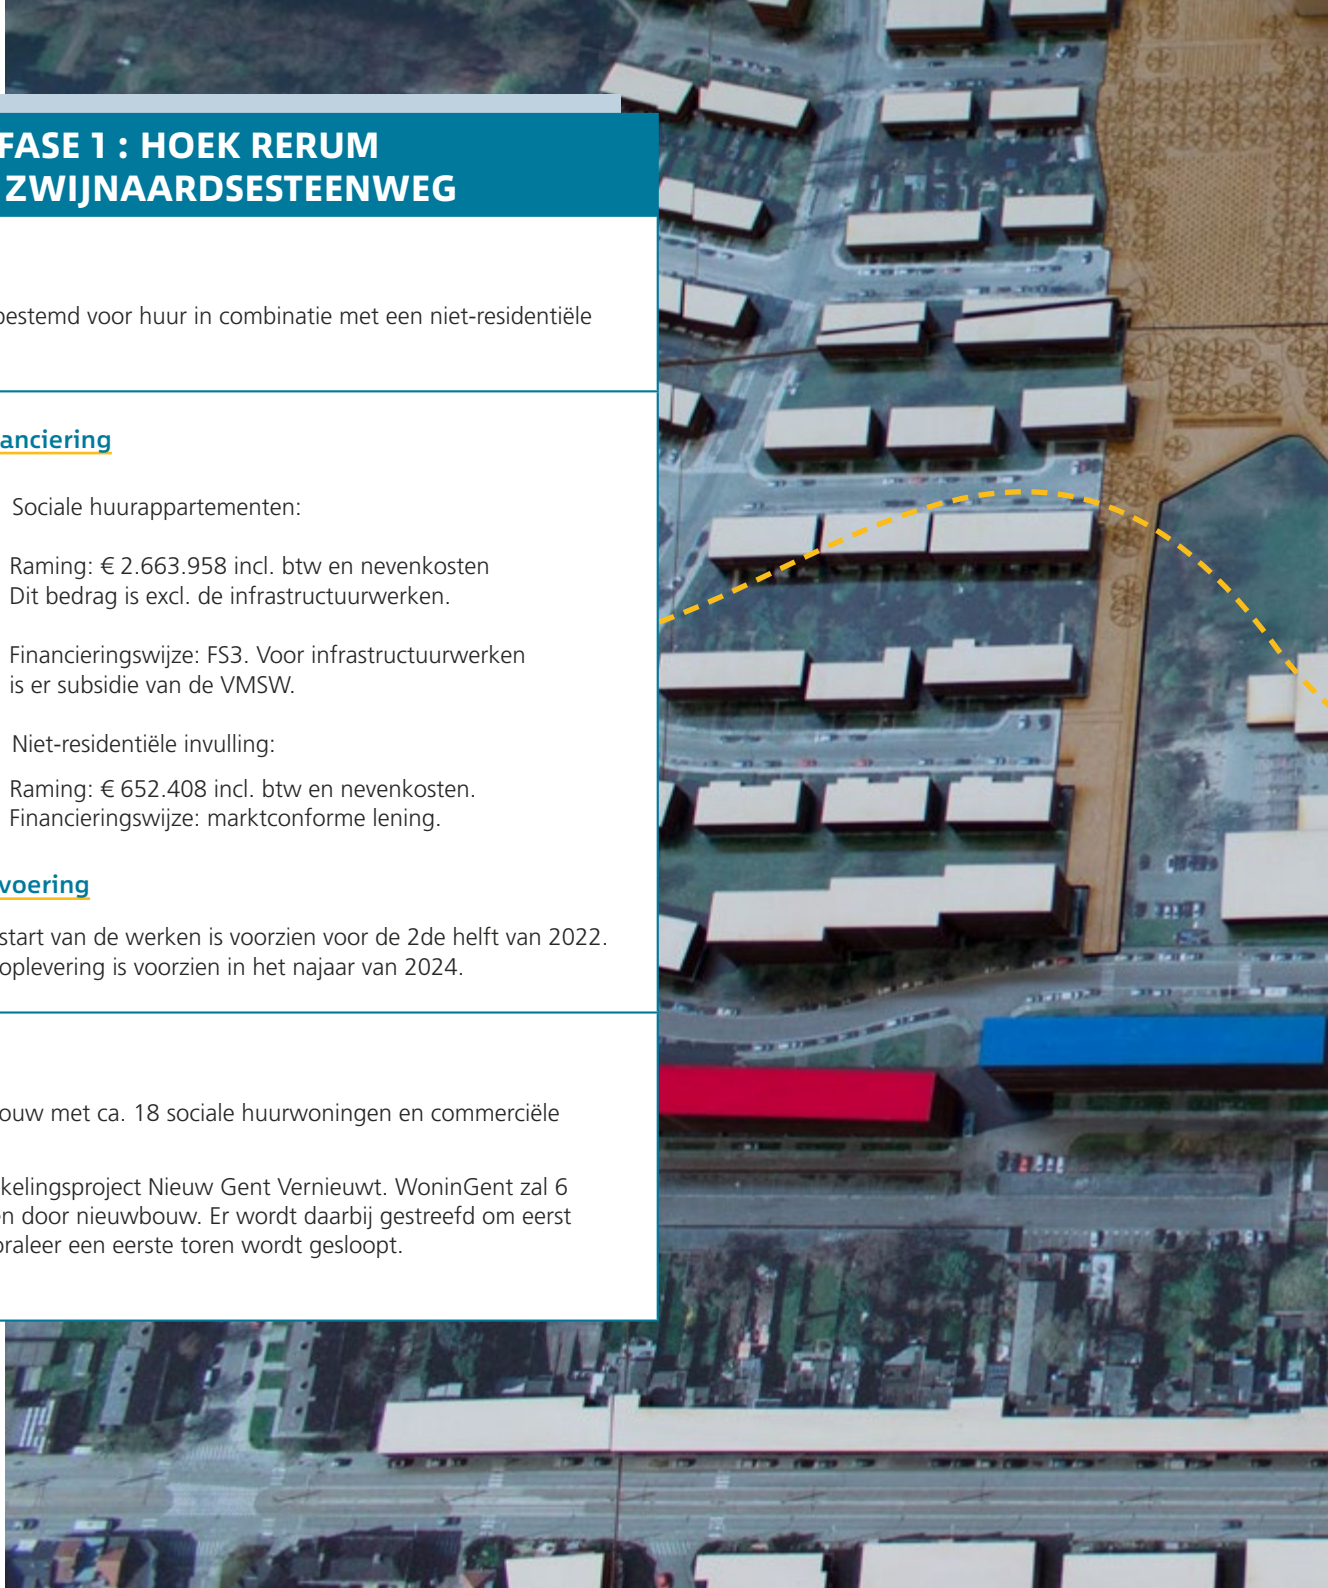 FASE 1 : HOEK RERUM
ZWIJNAARDSESTEENWEG
bestemd voor huur in combinatie met een niet-residentiële
anciering
Sociale huurappartementen:
Raming: € 2.663.958 incl. btw en nevenkosten
Dit bedrag is excl. de infrastructuurwerken.
Financieringswijze: FS3. Voor infrastructuurwerken
is er subsidie van de VMSW.
Niet-residentiële invulling:
Raming: € 652.408 incl. btw en nevenkosten.
Financieringswijze: marktconforme lening.
voering
start van de werken is voorzien voor de 2de helft van 2022.
oplevering is voorzien in het najaar van 2024.
ouw met ca. 18 sociale huurwoningen en commerciële
kelingsproject Nieuw Gent Vernieuwt. WoninGent zal 6
n door nieuwbouw. Er wordt daarbij gestreefd om eerst
oraleer een eerste toren wordt gesloopt.